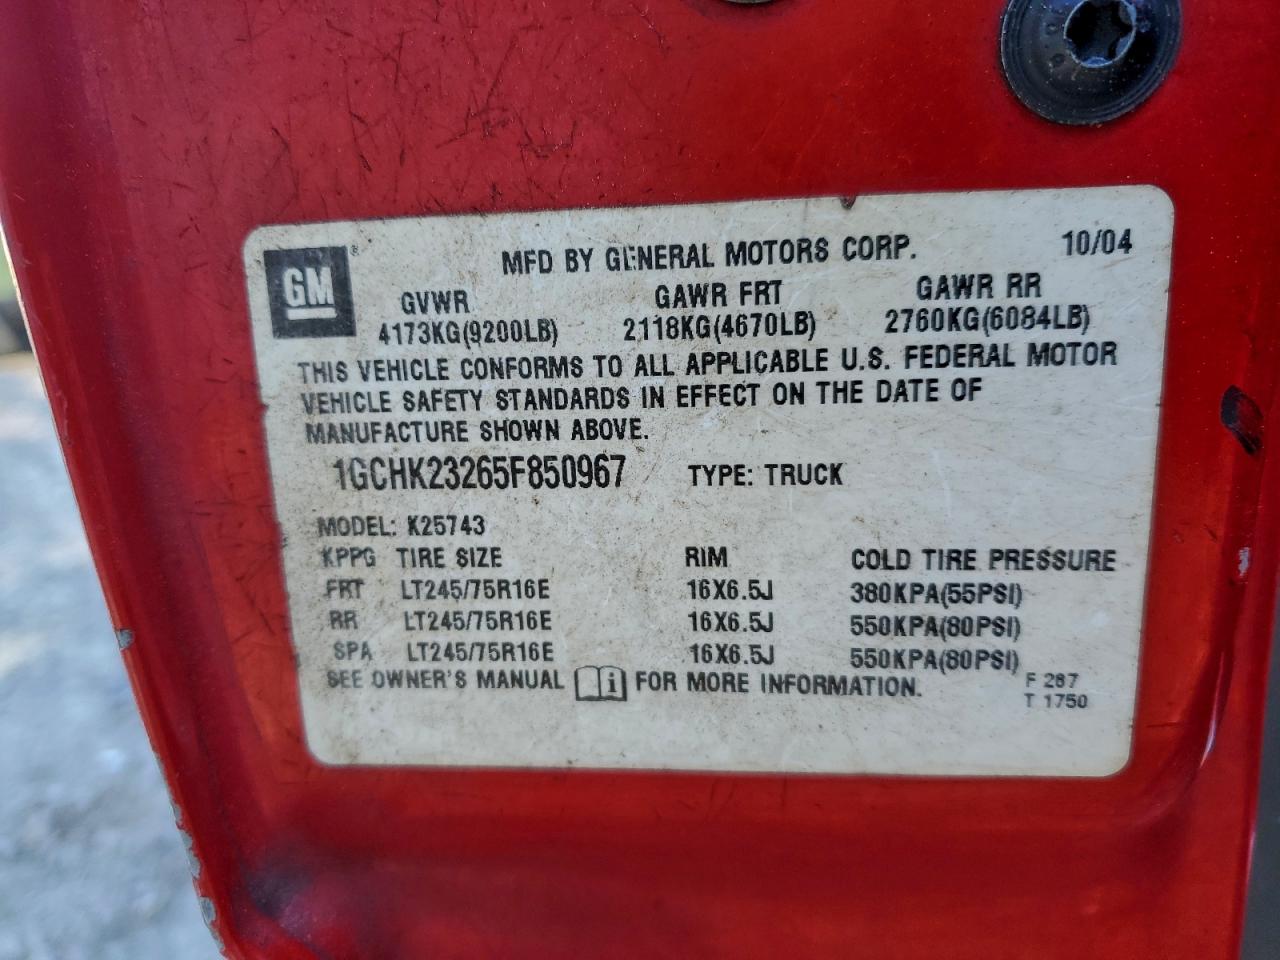 GM ®
MFD BY GENERAL MOTORS CORP. 10/04
GVWR GAWR FRT GAWR RR
4173KG(9200LB) 2118KG(4670LB) 2760KG(6084LB)
THIS VEHICLE CONFORMS TO ALL APPLICABLE U.S. FEDERAL MOTOR
VEHICLE SAFETY STANDARDS IN EFFECT ON THE DATE OF
MANUFACTURE SHOWN ABOVE.
1GCHK23265F850967 TYPE: TRUCK
MODEL: K25743
KPPG TIRE SIZE RIM COLD TIRE PRESSURE
FRT LT245/75R16E 16X6.5J 380KPA(55PSI)
RR LT245/75R16E 16X6.5J 550KPA(80PSI)
SPA LT245/75R16E 16X6.5J 550KPA(80PSI)
SEE OWNER'S MANUAL i FOR MORE INFORMATION. F 287
T 1750